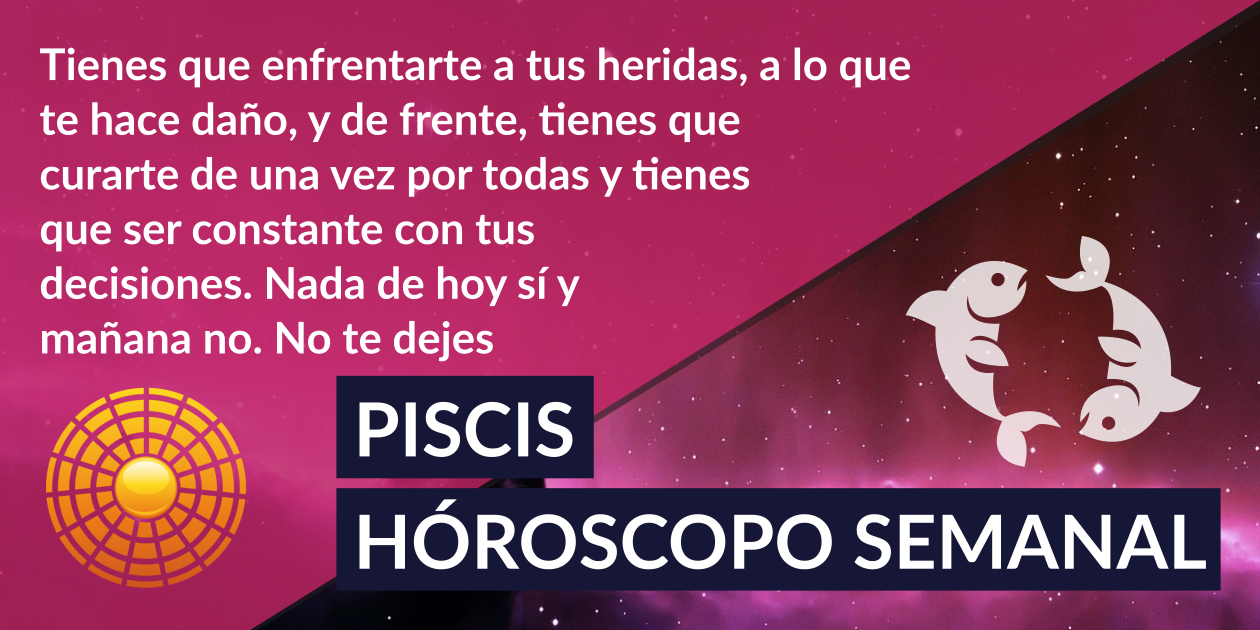 Tienes que enfrentarte a tus heridas, a lo que
te hace daño, y de frente, tienes que
curarte de una vez por todas y tienes
que ser constante con tus
decisiones. Nada de hoy sí y
mañana no. No te dejes
PISCIS
HÓROSCOPO SEMANAL